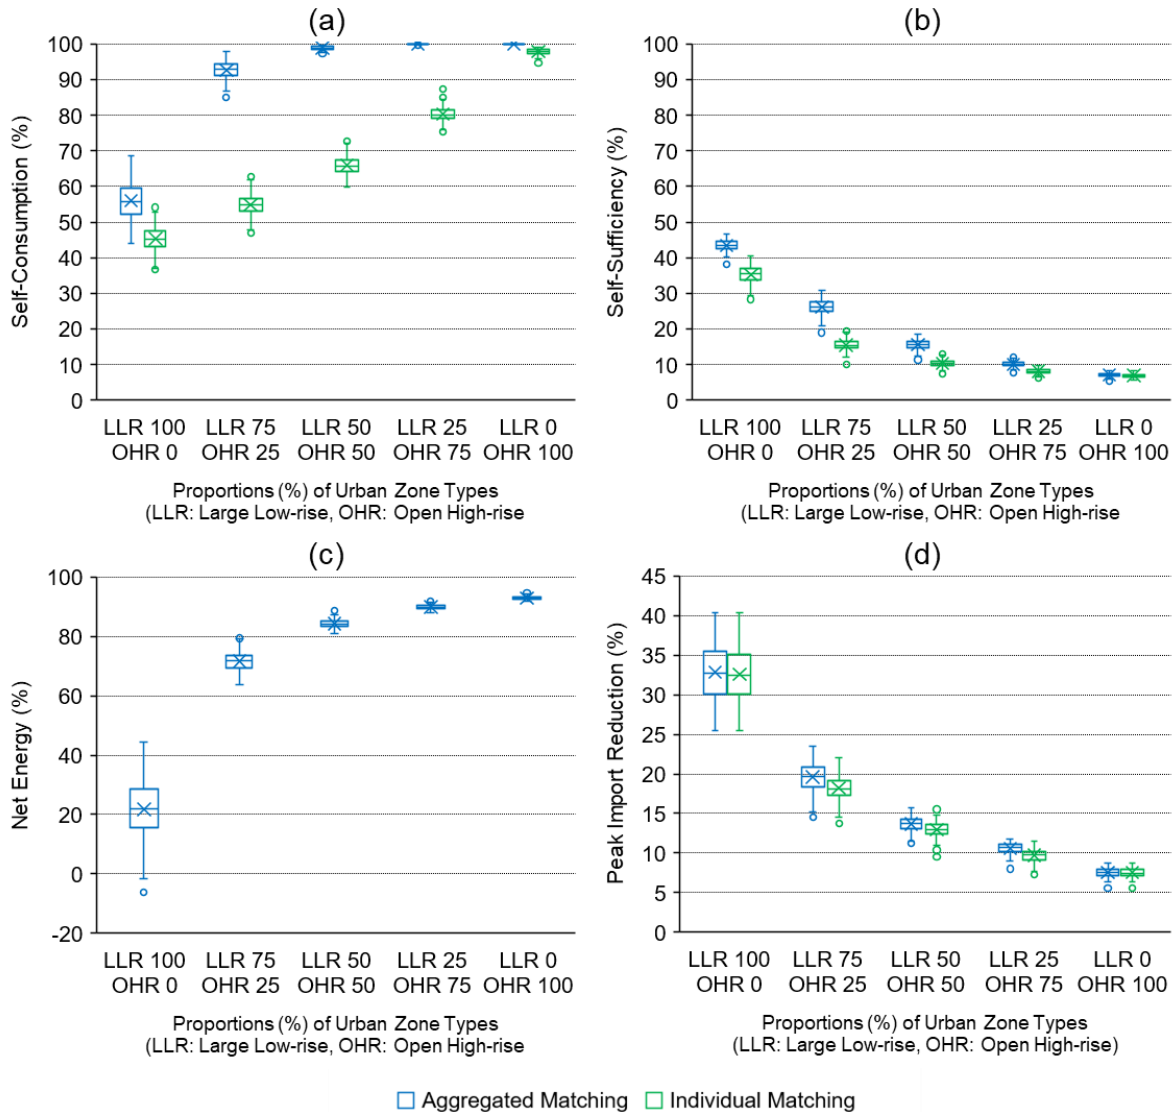 (a)
Self-Consumption (%)
100
90
80
70
60
50
40
30
20
10
0
LLR 100 LLR 75 LLR 50 LLR 25 LLR 0
OHR 0 OHR 25 OHR 50 OHR 75 OHR 100
Proportions (%) of Urban Zone Types
(LLR: Large Low-rise, OHR: Open High-rise
(b)
Self-Sufficiency (%)
100
90
80
70
60
50
40
30
20
10
0
LLR 100 LLR 75 LLR 50 LLR 25 LLR 0
OHR 0 OHR 25 OHR 50 OHR 75 OHR 100
Proportions (%) of Urban Zone Types
(LLR: Large Low-rise, OHR: Open High-rise
(c)
Net Energy (%)
100
80
60
40
20
0
-20
LLR 100 LLR 75 LLR 50 LLR 25 LLR 0
OHR 0 OHR 25 OHR 50 OHR 75 OHR 100
Proportions (%) of Urban Zone Types
(LLR: Large Low-rise, OHR: Open High-rise
(d)
Peak Import Reduction (%)
45
40
35
30
25
20
15
10
5
0
LLR 100 LLR 75 LLR 50 LLR 25 LLR 0
OHR 0 OHR 25 OHR 50 OHR 75 OHR 100
Proportions (%) of Urban Zone Types
(LLR: Large Low-rise, OHR: Open High-rise)
Aggregated Matching Individual Matching